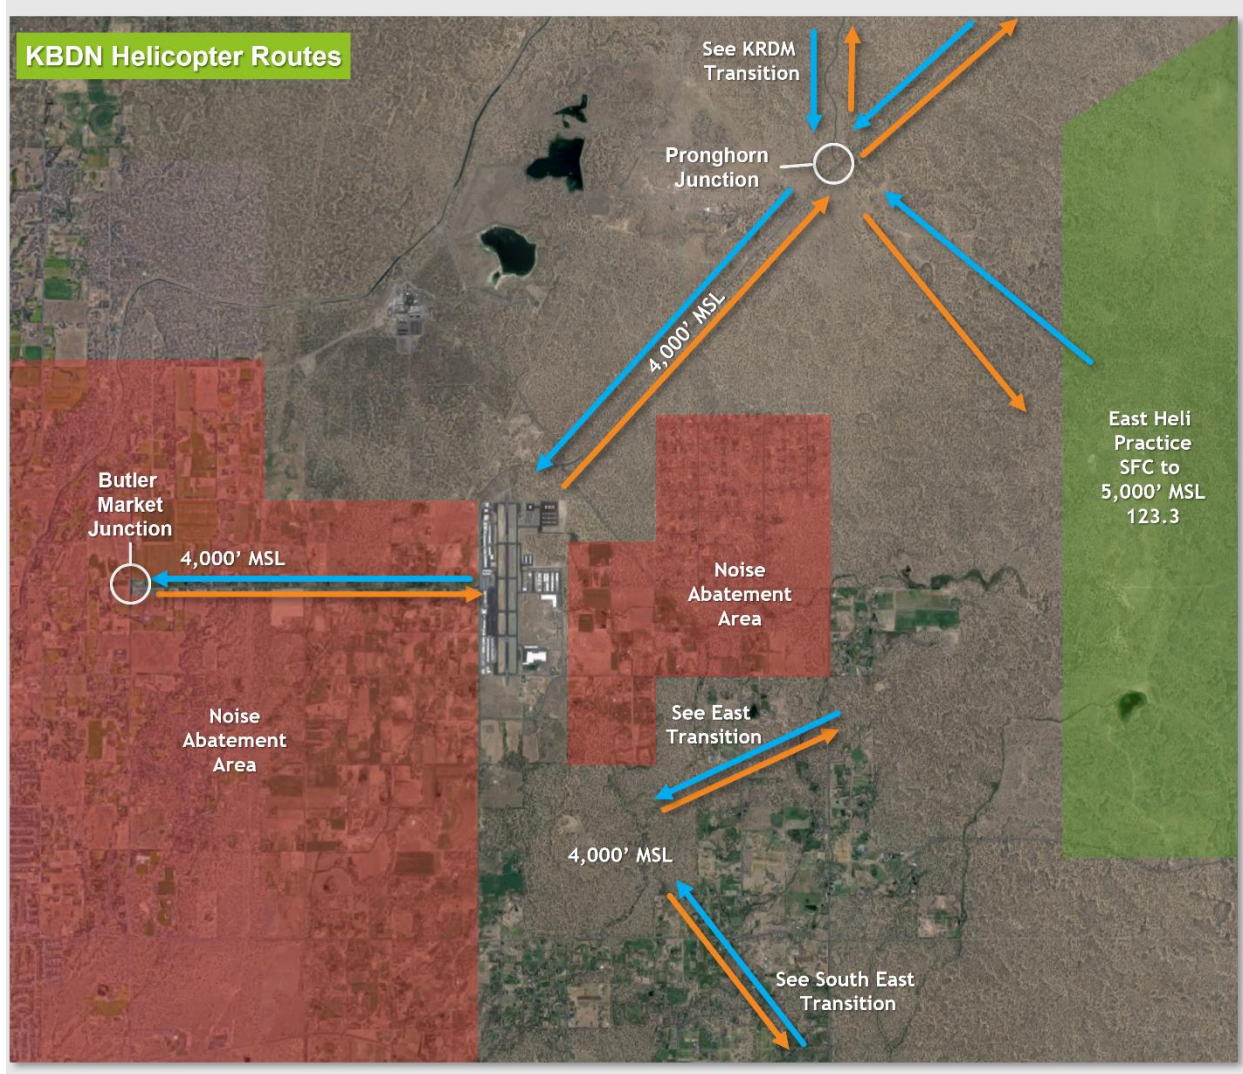 KBDN Helicopter Routes
See KRDM
Transition
Pronghorn
Junction
4,000’ MSL
East Heli
Practice
SFC to
5,000’ MSL
123.3
Butler
Market
Junction
4,000’ MSL
Noise
Abatement
Area
Noise
Abatement
Area
See East
Transition
4,000’ MSL
See South East
Transition